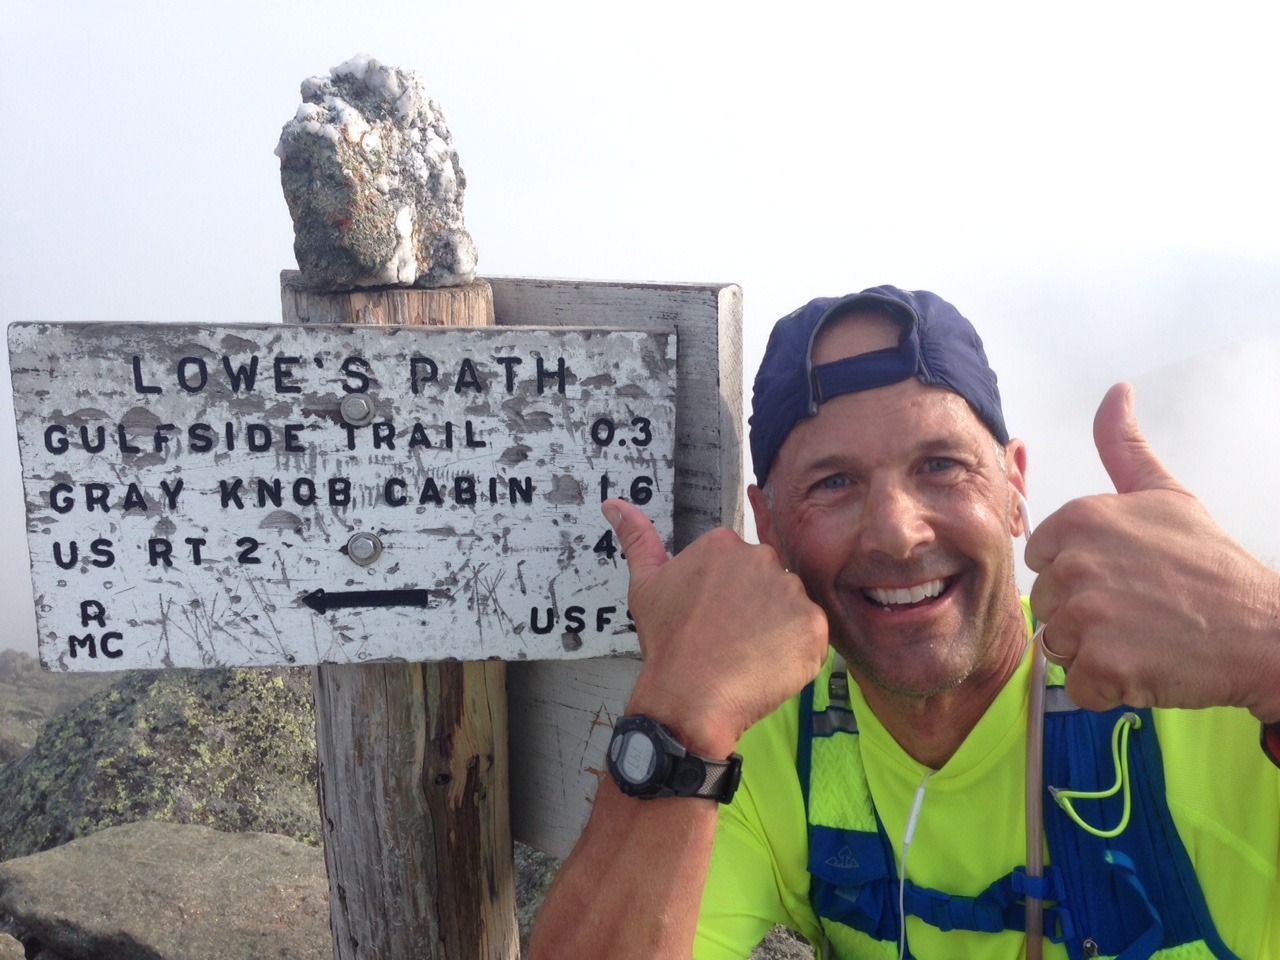 LOWE'S PATH
GULFSIDE TRAIL 0.3
GRAY KNOB CABIN 1.6
US RT 2
R USFS
MC